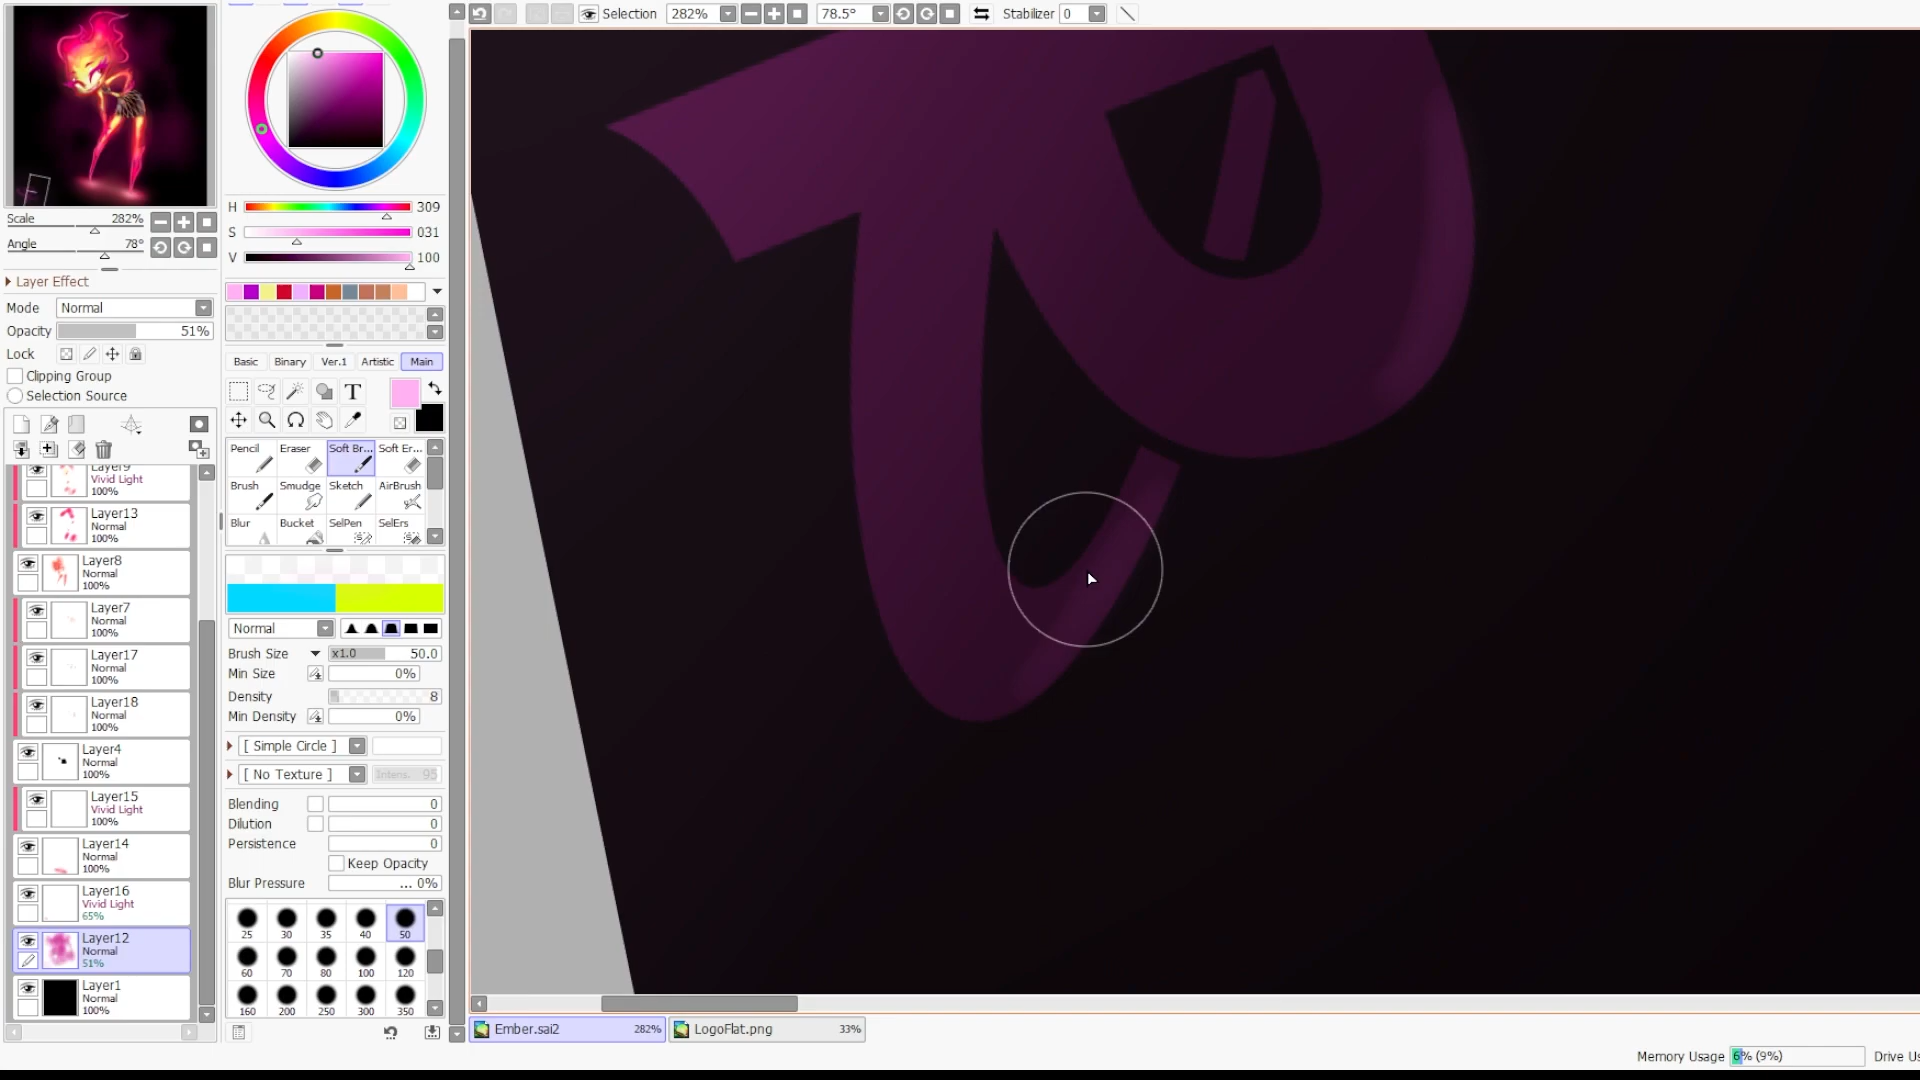 Selection 282% 78.5° Stabilizer 0
Scale 282%
Angle 78°
Layer Effect
Mode Normal
Opacity 51%
Lock
Clipping Group
Selection Source
Layer9
Vivid Light
100%
Layer13
Normal
100%
Layer8
Normal
100%
Layer7
Normal
100%
Layer17
Normal
100%
Layer18
Normal
100%
Layer4
Normal
100%
Layer15
Vivid Light
100%
Layer14
Normal
100%
Layer16
Vivid Light
65%
Layer12
Normal
51%
Layer1
Normal
100%
H 309
S 031
V 100
Basic Binary Ver.1 Artistic Main
T
Pencil Eraser Soft Br... Soft Er...
Brush Smudge Sketch AirBrush
Blur Bucket SelPen SelErs
Normal
Brush Size x1.0 50.0
Min Size 0%
Density 8
Min Density 0%
[ Simple Circle ]
[ No Texture ] Intens. 95
Blending 0
Dilution 0
Persistence 0
Keep Opacity
Blur Pressure ... 0%
25 30 35 40 50
60 70 80 100 120
160 200 250 300 350
Ember.sai2 282% LogoFlat.png 33%
Memory Usage 6% (9%) Drive Us